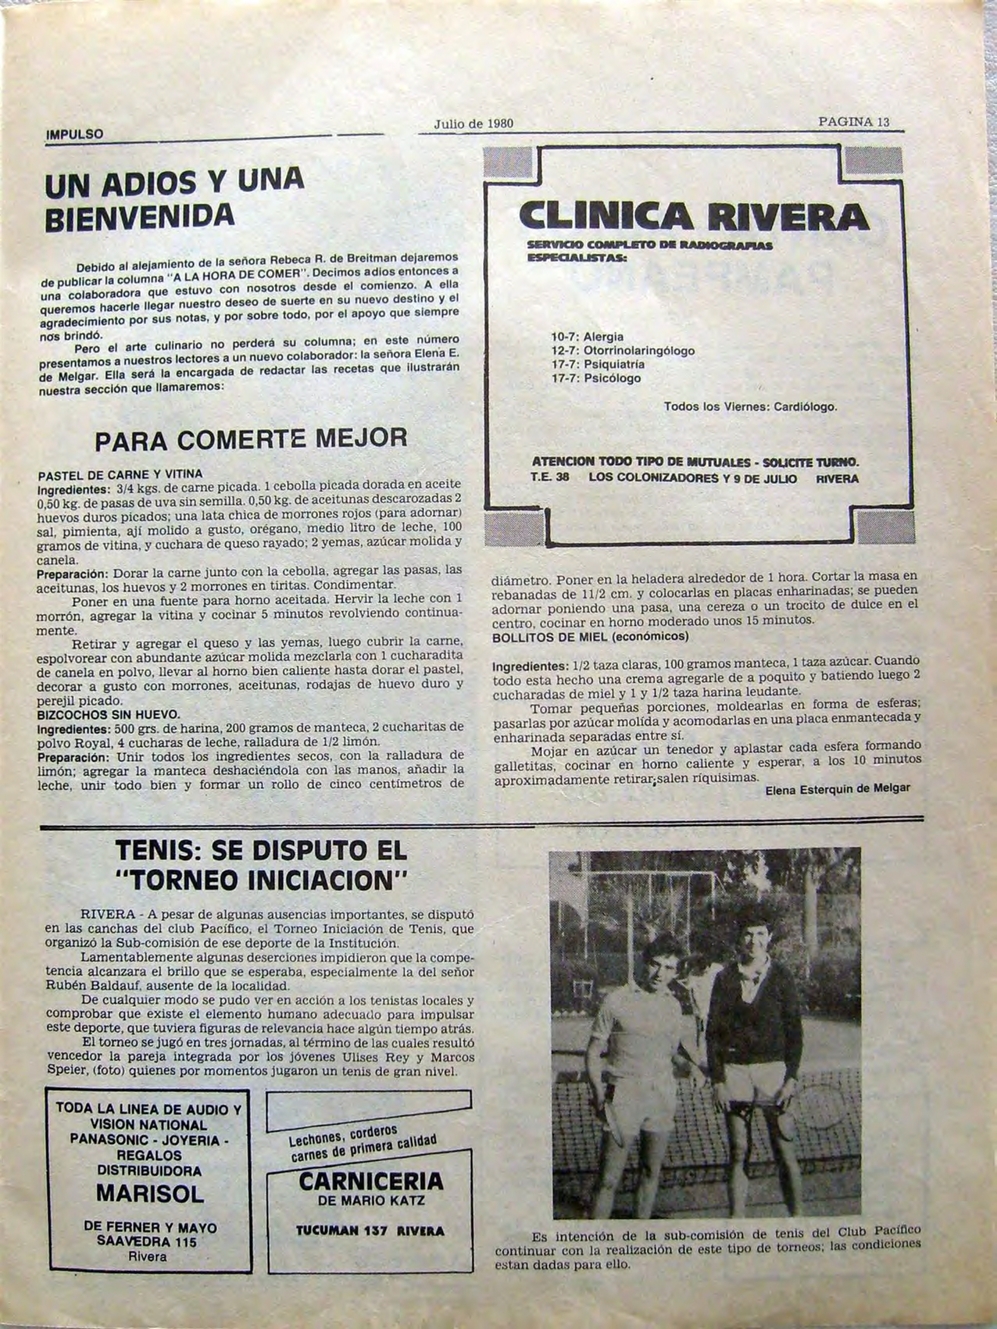 IMPULSO
Julio de 1980
PAGINA 13
UN ADIOS Y UNA
BIENVENIDA
Debido al alejamiento de la señora Rebeca R. de Breitman dejaremos
de publicar la columna "A LA HORA DE COMER". Decimos adios entonces a
una colaboradora que estuvo con nosotros desde el comienzo. A ella
queremos hacerle llegar nuestro deseo de suerte en su nuevo destino y el
agradecimiento por sus notas, y por sobre todo, por el apoyo que siempre
nos brindó.
Pero el arte culinario no perderá su columna; en este número
presentamos a nuestros lectores a un nuevo colaborador: la señora Elena E.
de Melgar. Ella será la encargada de redactar las recetas que ilustrarán
nuestra sección que llamaremos:
PARA COMERTE MEJOR
PASTEL DE CARNE Y VITINA
Ingredientes: 3/4 kgs. de carne picada. 1 cebolla picada dorada en aceite
0,50 kg. de pasas de uva sin semilla. 0,50 kg. de aceitunas descarozadas 2
huevos duros picados; una lata chica de morrones rojos (para adornar)
sal, pimienta, ají molido a gusto, orégano, medio litro de leche, 100
gramos de vitina, y cuchara de queso rayado; 2 yemas, azúcar molida y
canela.
Preparación: Dorar la carne junto con la cebolla, agregar las pasas, las
aceitunas, los huevos y 2 morrones en tiritas. Condimentar.
Poner en una fuente para horno aceitada. Hervir la leche con 1
morrón, agregar la vitina y cocinar 5 minutos revolviendo continua-
mente.
Retirar y agregar el queso y las yemas, luego cubrir la carne,
espolvorear con abundante azúcar molida mezclarla con 1 cucharadita
de canela en polvo, llevar al horno bien caliente hasta dorar el pastel,
decorar a gusto con morrones, aceitunas, rodajas de huevo duro y
perejil picado.
BIZCOCHOS SIN HUEVO.
Ingredientes: 500 grs. de harina, 200 gramos de manteca, 2 cucharitas de
polvo Royal, 4 cucharas de leche, ralladura de 1/2 limón.
Preparación: Unir todos los ingredientes secos, con la ralladura de
limón; agregar la manteca deshaciéndola con las manos, añadir la
leche, unir todo bien y formar un rollo de cinco centímetros de
CLINICA RIVERA
SERVICIO COMPLETO DE RADIOGRAFIAS
ESPECIALISTAS:
10-7: Alergia
12-7: Otorrinolaringólogo
17-7: Psiquiatría
17-7: Psicólogo
Todos los Viernes: Cardiólogo.
ATENCION TODO TIPO DE MUTUALES - SOLICITE TURNO.
T.E. 38 LOS COLONIZADORES Y 9 DE JULIO RIVERA
diámetro. Poner en la heladera alrededor de 1 hora. Cortar la masa en
rebanadas de 11/2 cm. y colocarlas en placas enharinadas; se pueden
adornar poniendo una pasa, una cereza o un trocito de dulce en el
centro, cocinar en horno moderado unos 15 minutos.
BOLLITOS DE MIEL (económicos)
Ingredientes: 1/2 taza claras, 100 gramos manteca, 1 taza azúcar. Cuando
todo esta hecho una crema agregarle de a poquito y batiendo luego 2
cucharadas de miel y 1 y 1/2 taza harina leudante.
Tomar pequeñas porciones, moldearlas en forma de esferas;
pasarlas por azúcar molida y acomodarlas en una placa enmantecada y
enharinada separadas entre sí.
Mojar en azúcar un tenedor y aplastar cada esfera formando
galletitas, cocinar en horno caliente y esperar, a los 10 minutos
aproximadamente retirar;salen ríquisimas.
Elena Esterquin de Melgar
TENIS: SE DISPUTO EL
"TORNEO INICIACION"
RIVERA - A pesar de algunas ausencias importantes, se disputó
en las canchas del club Pacífico, el Torneo Iniciación de Tenis, que
organizó la Sub-comisión de ese deporte de la Institución.
Lamentablemente algunas deserciones impidieron que la compe-
tencia alcanzara el brillo que se esperaba, especialmente la del señor
Rubén Baldauf, ausente de la localidad.
De cualquier modo se pudo ver en acción a los tenistas locales y
comprobar que existe el elemento humano adecuado para impulsar
este deporte, que tuviera figuras de relevancia hace algún tiempo atrás.
El torneo se jugó en tres jornadas, al término de las cuales resultó
vencedor la pareja integrada por los jóvenes Ulises Rey y Marcos
Speier, (foto) quienes por momentos jugaron un tenis de gran nivel.
TODA LA LINEA DE AUDIO Y
VISION NATIONAL
PANASONIC - JOYERIA -
REGALOS
DISTRIBUIDORA
MARISOL
DE FERNER Y MAYO
SAAVEDRA 115
Rivera
Lechones, corderos
carnes de primera calidad
CARNICERIA
DE MARIO KATZ
TUCUMAN 137 RIVERA
Es intención de la sub-comisión de tenis del Club Pacífico
continuar con la realización de este tipo de torneos; las condiciones
estan dadas para ello.